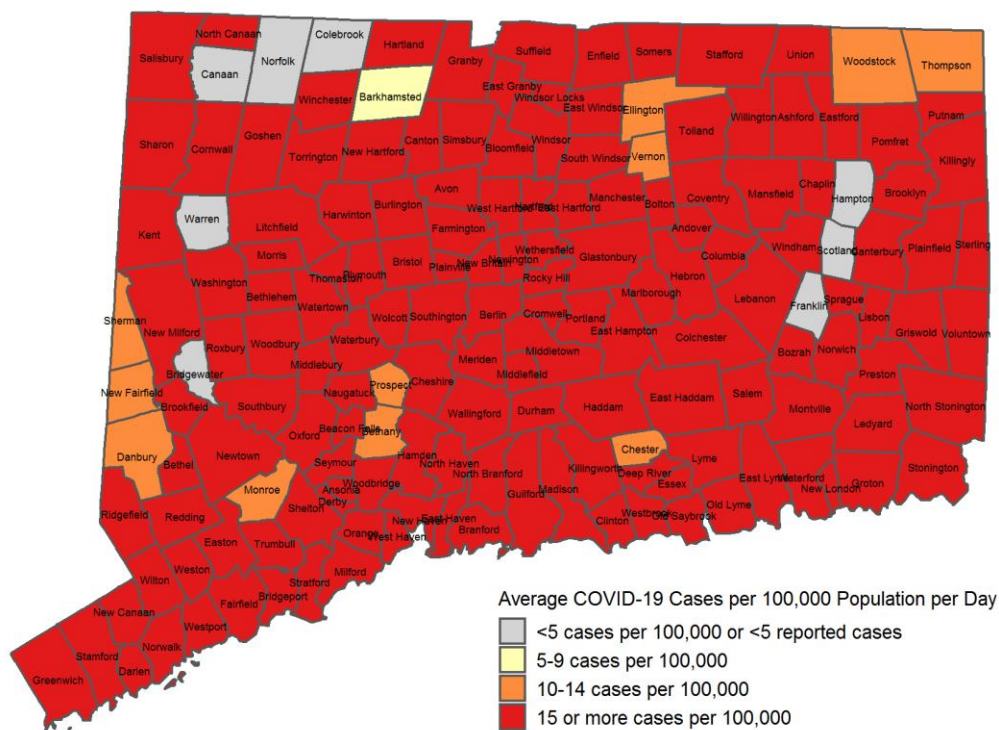 North Canaan
Colebrook
Salisbury
Canaan
Norfolk
Hartland
Granby
Suffield
Enfield
Somers
Stafford
Union
Woodstock
Thompson
Winchester
Barkhamsted
East Granby
Windsor Locks
East Windsor
Ellington
Tolland
Willington
Ashford
Eastford
Putnam
Sharon
Cornwall
Goshen
Torrington
New Hartford
Canton
Simsbury
Bloomfield
Windsor
South Windsor
Vernon
Pomfret
Killingly
Kent
Warren
Litchfield
Harwinton
Burlington
Avon
West Hartford
Hartford
East Hartford
Manchester
Bolton
Coventry
Mansfield
Chaplin
Hampton
Brooklyn
Morris
Farmington
Wethersfield
Glastonbury
Andover
Columbia
Windham
Scotland
Canterbury
Plainfield
Sterling
Washington
Bethlehem
Watertown
Thomaston
Plymouth
Bristol
Plainville
New Britain
Newington
Rocky Hill
Marlborough
Hebron
Lebanon
Franklin
Sprague
Lisbon
Griswold
Voluntown
Sherman
New Milford
Roxbury
Woodbury
Middlebury
Waterbury
Wolcott
Southington
Berlin
Cromwell
Portland
East Hampton
Colchester
Bozrah
Norwich
Preston
New Fairfield
Bridgewater
Brookfield
Southbury
Naugatuck
Prospect
Cheshire
Meriden
Middletown
Middlefield
Haddam
East Haddam
Salem
Montville
Ledyard
North Stonington
Danbury
Bethel
Newtown
Oxford
Beacon Falls
Bethany
Hamden
Wallingford
Durham
Chester
Lyme
Stonington
Ridgefield
Redding
Monroe
Seymour
Woodbridge
North Haven
North Branford
Guilford
Madison
Killingworth
Deep River
Essex
East Lyme
Waterford
New London
Groton
Easton
Trumbull
Shelton
Ansonia
Derby
Orange
New Haven
West Haven
East Haven
Branford
Clinton
Westbrook
Old Saybrook
Old Lyme
Wilton
Weston
Fairfield
Bridgeport
Stratford
Milford
New Canaan
Norwalk
Westport
Greenwich
Stamford
Darien
Average COVID-19 Cases per 100,000 Population per Day
<5 cases per 100,000 or <5 reported cases
5-9 cases per 100,000
10-14 cases per 100,000
15 or more cases per 100,000